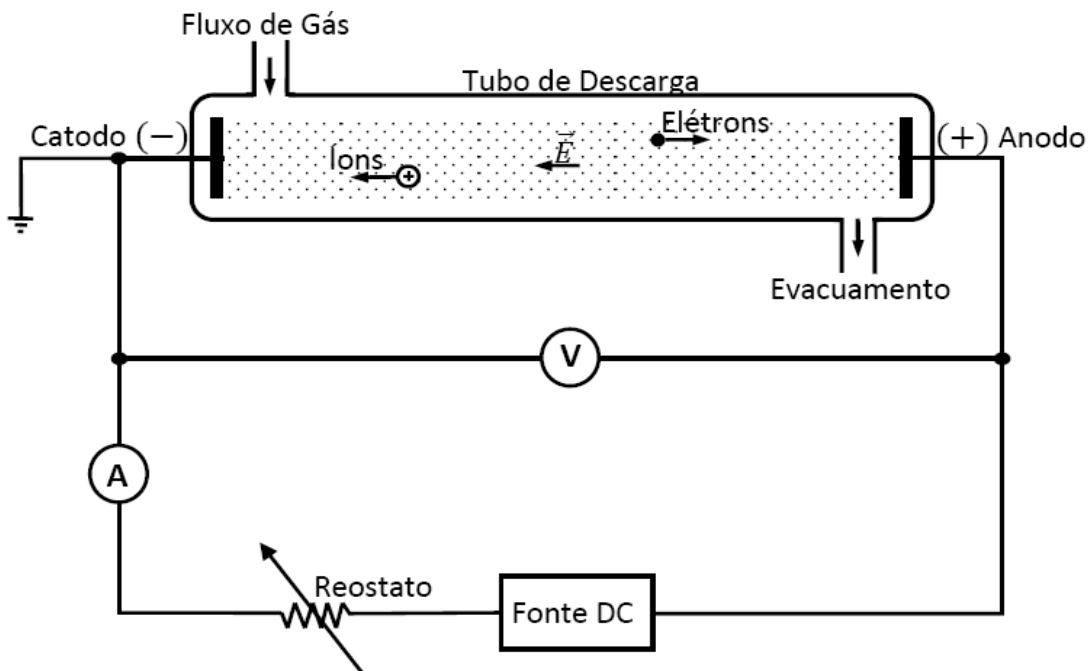 Fluxo de Gás
Tubo de Descarga
Catodo (−)
Íons
+
E⃗
Elétrons
(+) Anodo
Evacuamento
V
A
Reostato
Fonte DC